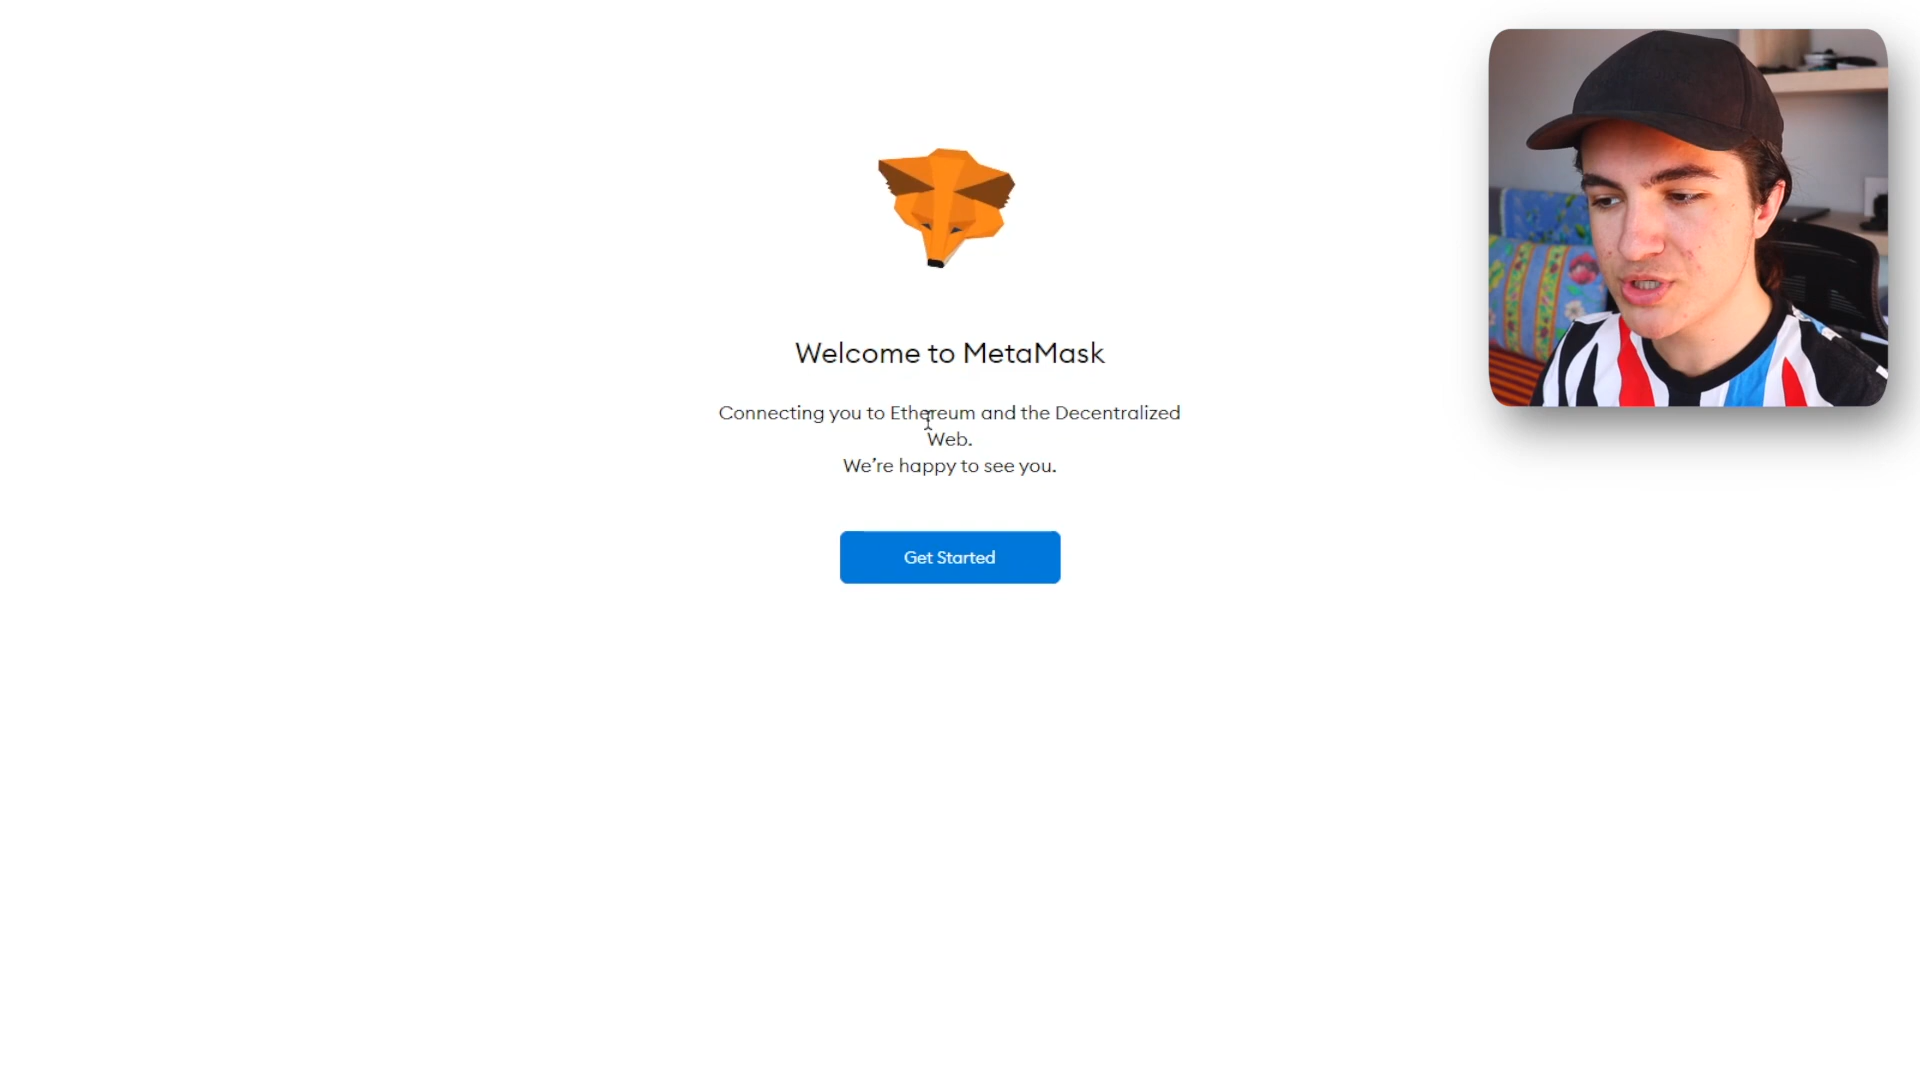 Welcome to MetaMask
Connecting you to Ethereum and the Decentralized
Web.
We’re happy to see you.
Get Started